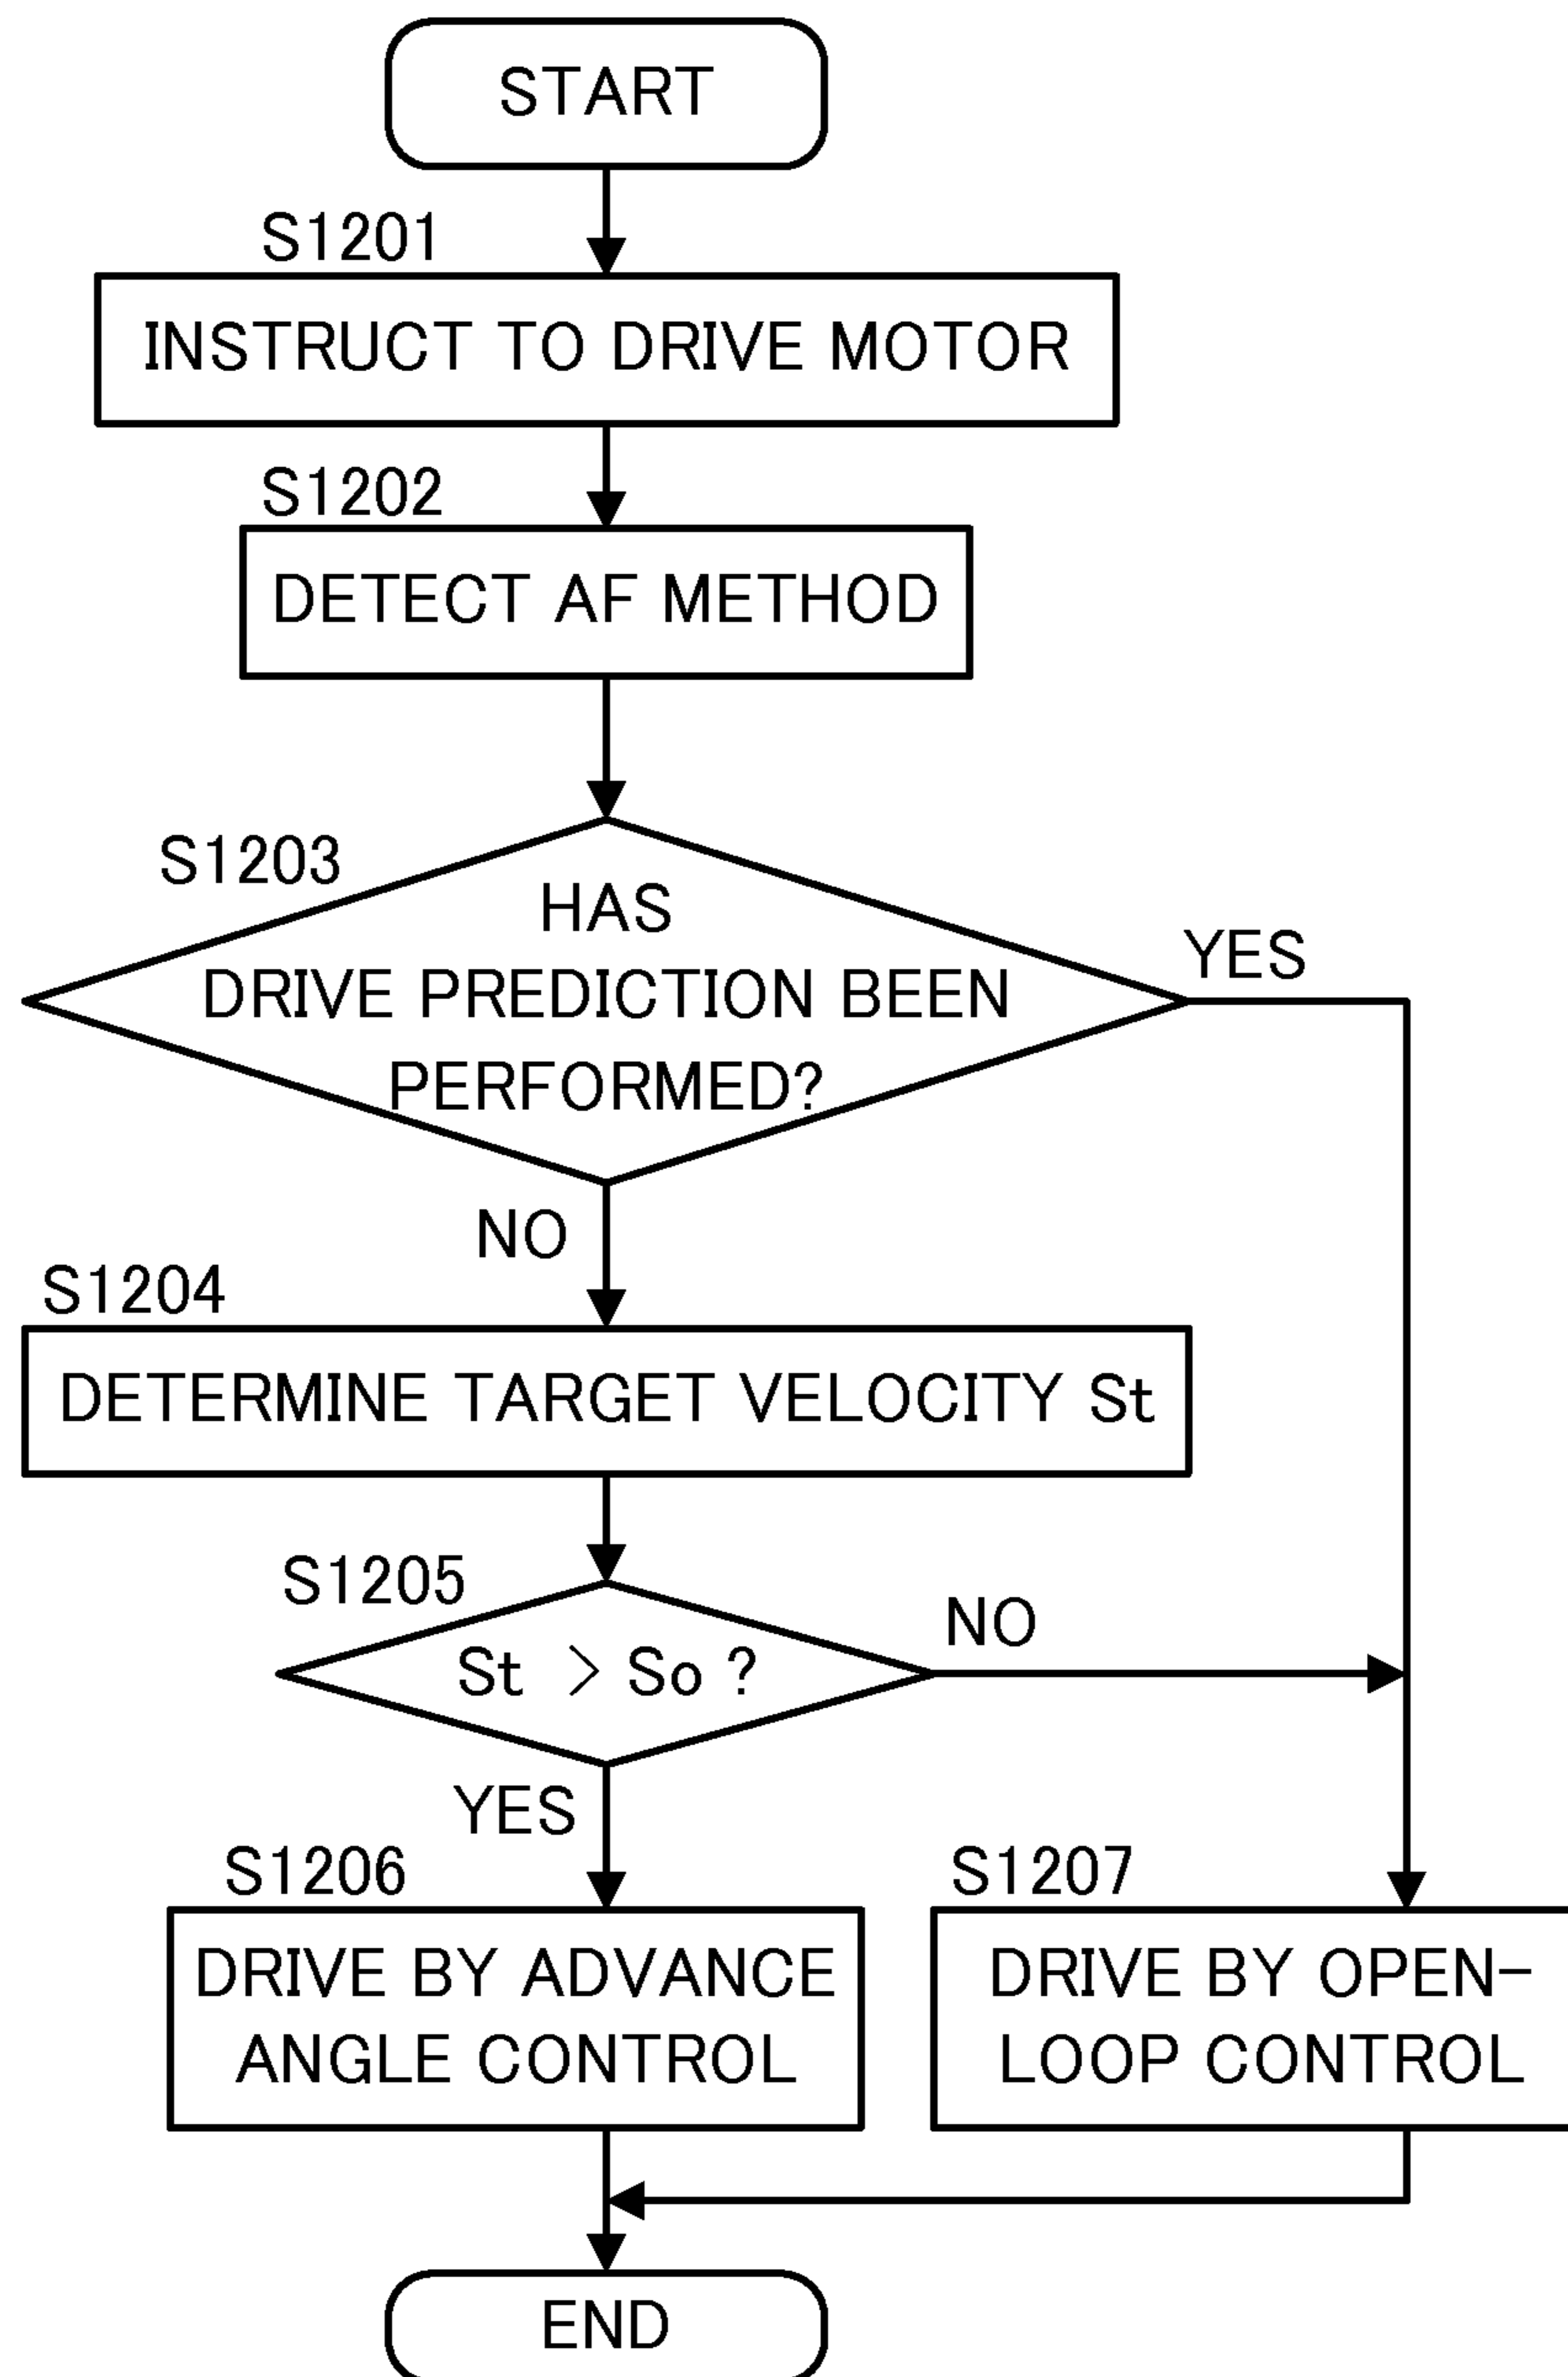 START
S1201
INSTRUCT TO DRIVE MOTOR
S1202
DETECT AF METHOD
S1203
HAS
DRIVE PREDICTION BEEN
PERFORMED?
YES
NO
S1204
DETERMINE TARGET VELOCITY St
S1205
St > So ?
NO
YES
S1206
DRIVE BY ADVANCE
ANGLE CONTROL
S1207
DRIVE BY OPEN-
LOOP CONTROL
END